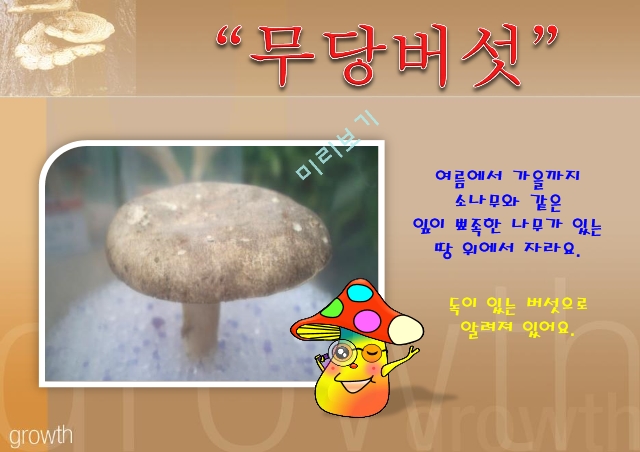 “무당버섯”
미리보기
여름에서 가을까지
소나무와 같은
잎이 뾰족한 나무가 있는
땅 위에서 자라요.
독이 있는 버섯으로
알려져 있어요.
growth
growth
growth